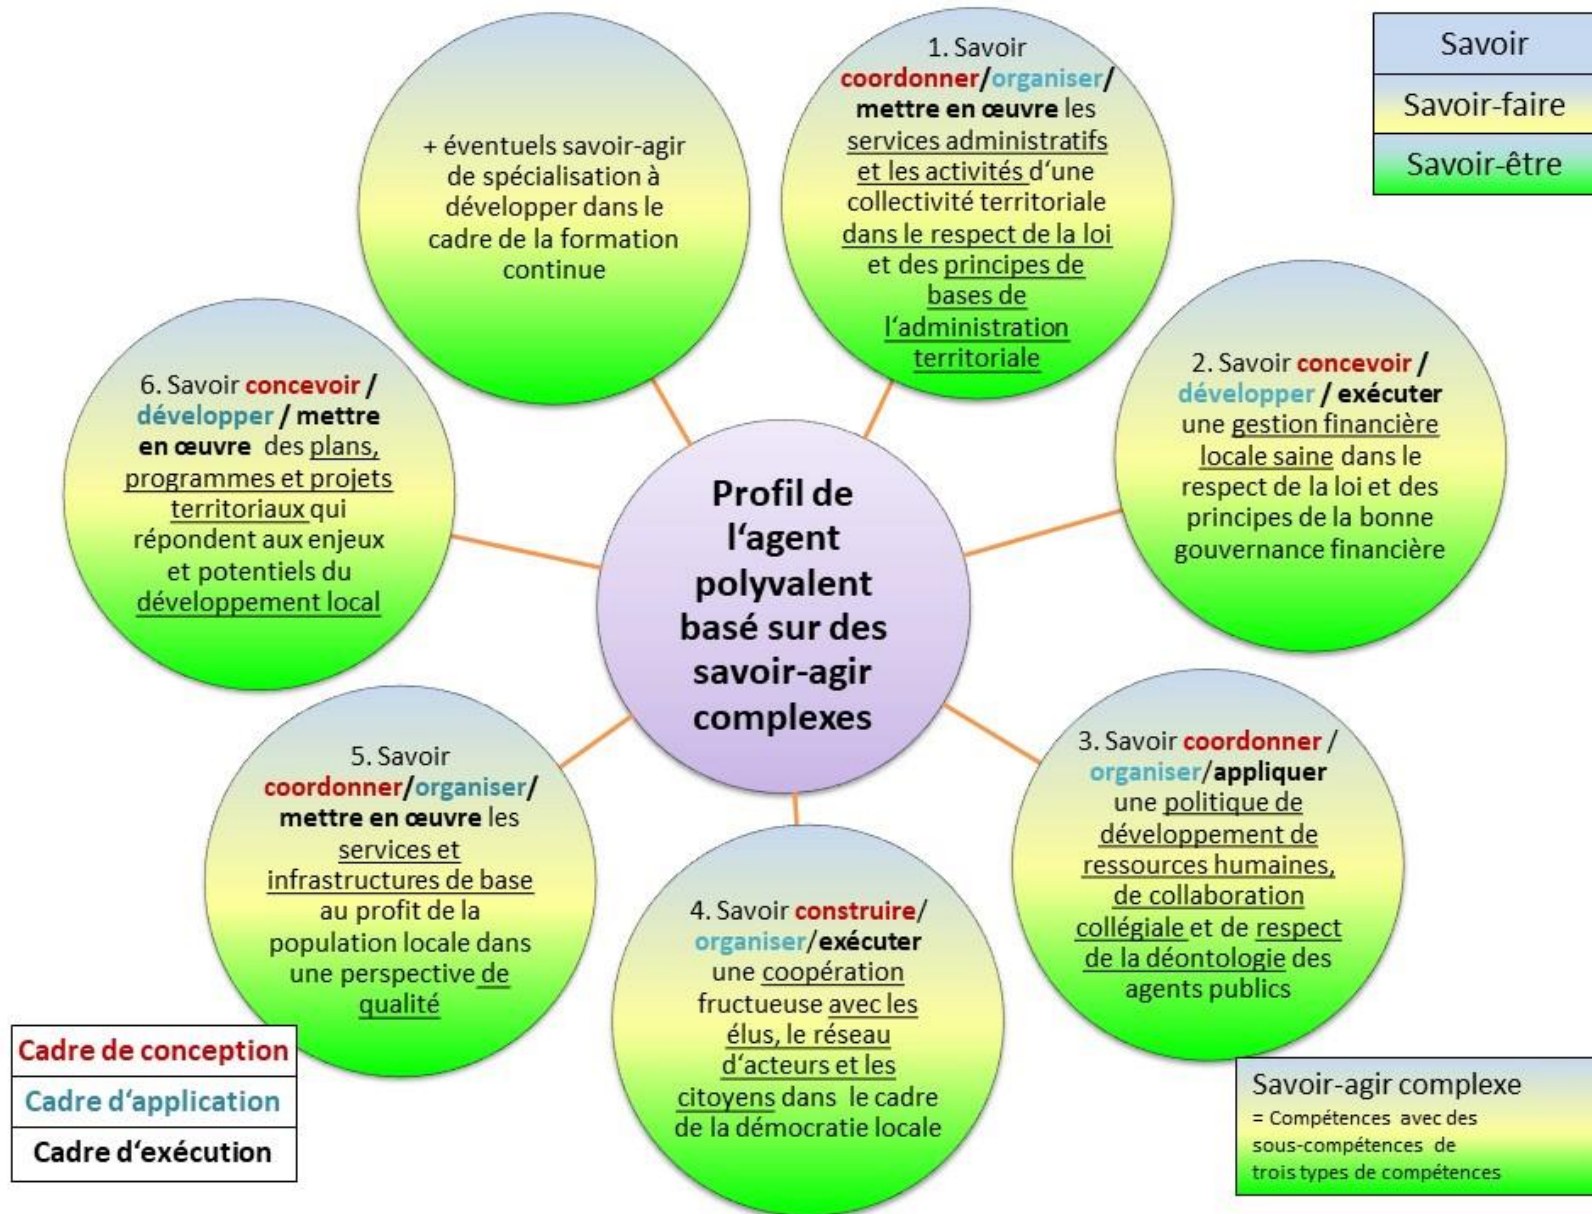 + éventuels savoir-agir
de spécialisation à
développer dans le
cadre de la formation
continue
1. Savoir
coordonner/organiser/
mettre en œuvre les
services administratifs
et les activités d‘une
collectivité territoriale
dans le respect de la loi
et des principes de
bases de
l‘administration
territoriale
Savoir
Savoir-faire
Savoir-être
2. Savoir concevoir /
développer / exécuter
une gestion financière
locale saine dans le
respect de la loi et des
principes de la bonne
gouvernance financière
6. Savoir concevoir /
développer / mettre
en œuvre des plans,
programmes et projets
territoriaux qui
répondent aux enjeux
et potentiels du
développement local
Profil de
l‘agent
polyvalent
basé sur des
savoir-agir
complexes
3. Savoir coordonner /
organiser/appliquer
une politique de
développement de
ressources humaines,
de collaboration
collégiale et de respect
de la déontologie des
agents publics
5. Savoir
coordonner/organiser/
mettre en œuvre les
services et
infrastructures de base
au profit de la
population locale dans
une perspective de
qualité
4. Savoir construire/
organiser/exécuter
une coopération
fructueuse avec les
élus, le réseau
d‘acteurs et les
citoyens dans le cadre
de la démocratie locale
Cadre de conception
Cadre d‘application
Cadre d‘exécution
Savoir-agir complexe
= Compétences avec des
sous-compétences de
trois types de compétences